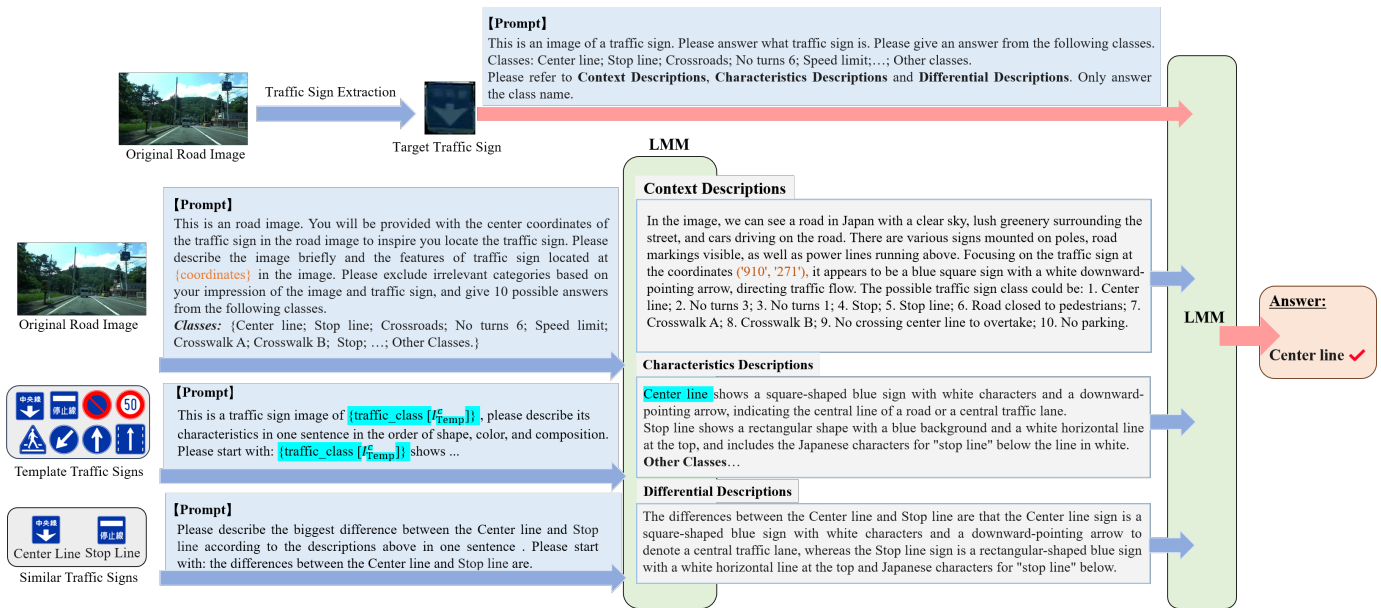 【Prompt】
This is an image of a traffic sign. Please answer what traffic sign is. Please give an answer from the following classes.
Classes: Center line; Stop line; Crossroads; No turns 6; Speed limit;…; Other classes.
Please refer to Context Descriptions, Characteristics Descriptions and Differential Descriptions. Only answer
the class name.
Traffic Sign Extraction
Original Road Image
Target Traffic Sign
LMM
【Prompt】
This is an road image. You will be provided with the center coordinates of
the traffic sign in the road image to inspire you locate the traffic sign. Please
describe the image briefly and the features of traffic sign located at
{coordinates} in the image. Please exclude irrelevant categories based on
your impression of the image and traffic sign, and give 10 possible answers
from the following classes.
Classes: {Center line; Stop line; Crossroads; No turns 6; Speed limit;
Crosswalk A; Crosswalk B; Stop; …; Other Classes.}
Original Road Image
Context Descriptions
In the image, we can see a road in Japan with a clear sky, lush greenery surrounding the
street, and cars driving on the road. There are various signs mounted on poles, road
markings visible, as well as power lines running above. Focusing on the traffic sign at
the coordinates ('910', '271'), it appears to be a blue square sign with a white downward-
pointing arrow, directing traffic flow. The possible traffic sign class could be: 1. Center
line; 2. No turns 3; 3. No turns 1; 4. Stop; 5. Stop line; 6. Road closed to pedestrians; 7.
Crosswalk A; 8. Crosswalk B; 9. No crossing center line to overtake; 10. No parking.
LMM
Answer:
Center line
中央線
停止線
50
Template Traffic Signs
【Prompt】
This is a traffic sign image of {traffic_class [I^c_Temp]} , please describe its
characteristics in one sentence in the order of shape, color, and composition.
Please start with: {traffic_class [I^c_Temp]} shows ...
Characteristics Descriptions
Center line shows a square-shaped blue sign with white characters and a downward-
pointing arrow, indicating the central line of a road or a central traffic lane.
Stop line shows a rectangular shape with a blue background and a white horizontal line
at the top, and includes the Japanese characters for "stop line" below the line in white.
Other Classes…
中央線
停止線
Center Line Stop Line
Similar Traffic Signs
【Prompt】
Please describe the biggest difference between the Center line and Stop
line according to the descriptions above in one sentence . Please start
with: the differences between the Center line and Stop line are.
Differential Descriptions
The differences between the Center line and Stop line are that the Center line sign is a
square-shaped blue sign with white characters and a downward-pointing arrow to
denote a central traffic lane, whereas the Stop line sign is a rectangular-shaped blue sign
with a white horizontal line at the top and Japanese characters for "stop line" below.